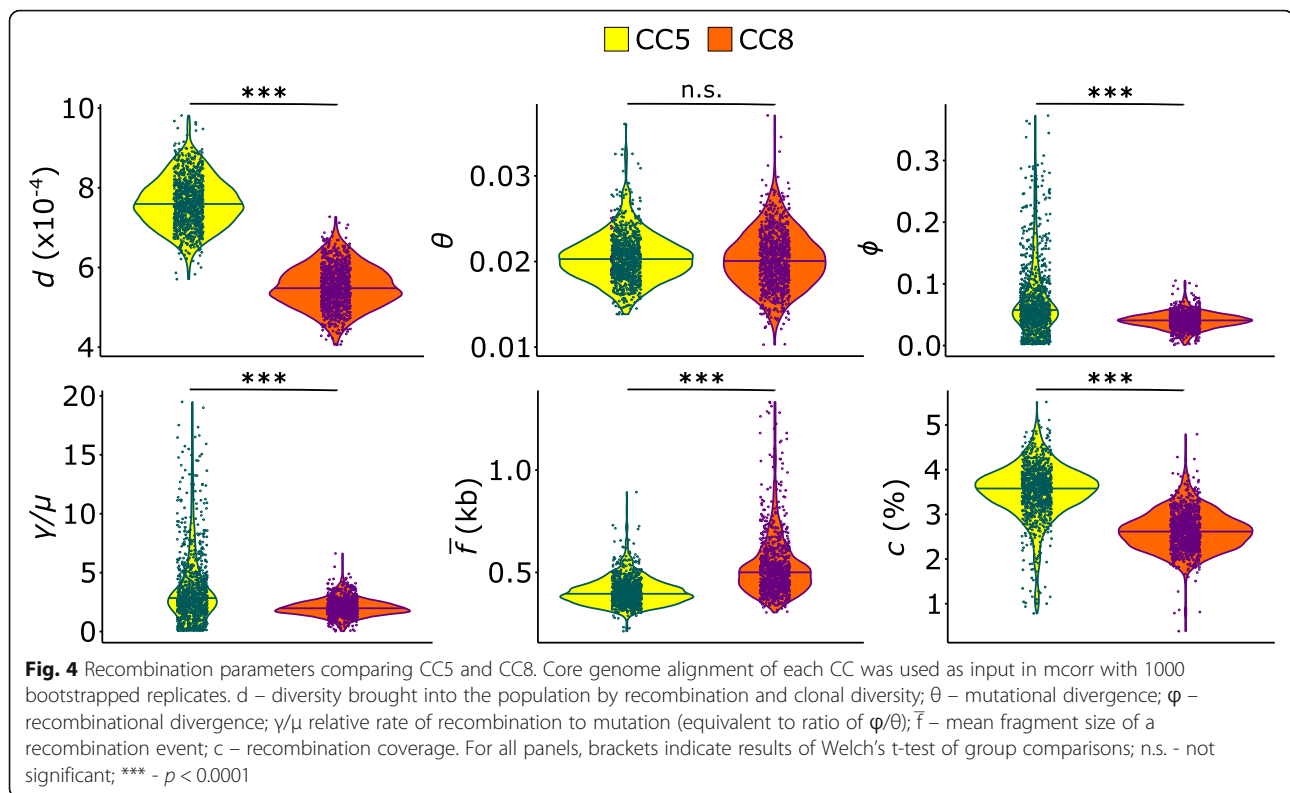 CC5 CC8
***
10
8
6
4
d (x10⁻⁴)
n.s.
0.03
0.02
0.01
θ
***
0.3
0.2
0.1
0.0
ϕ
***
20
15
10
5
0
γ/μ
***
1.0
0.5
f̅ (kb)
***
5
4
3
2
1
c (%)
Fig. 4 Recombination parameters comparing CC5 and CC8. Core genome alignment of each CC was used as input in mcorr with 1000
bootstrapped replicates. d – diversity brought into the population by recombination and clonal diversity; θ – mutational divergence; φ –
recombinational divergence; γ/μ relative rate of recombination to mutation (equivalent to ratio of φ/θ); f̅ – mean fragment size of a
recombination event; c – recombination coverage. For all panels, brackets indicate results of Welch's t-test of group comparisons; n.s. - not
significant; *** - p < 0.0001